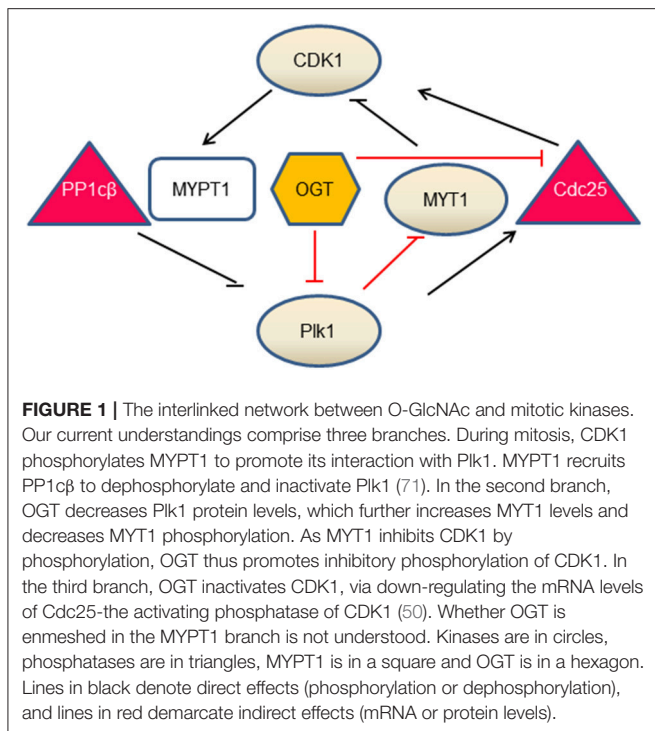 CDK1
PP1cβ
MYPT1
OGT
MYT1
Cdc25
Plk1
FIGURE 1 | The interlinked network between O-GlcNAc and mitotic kinases.
Our current understandings comprise three branches. During mitosis, CDK1
phosphorylates MYPT1 to promote its interaction with Plk1. MYPT1 recruits
PP1cβ to dephosphorylate and inactivate Plk1 (71). In the second branch,
OGT decreases Plk1 protein levels, which further increases MYT1 levels and
decreases MYT1 phosphorylation. As MYT1 inhibits CDK1 by
phosphorylation, OGT thus promotes inhibitory phosphorylation of CDK1. In
the third branch, OGT inactivates CDK1, via down-regulating the mRNA levels
of Cdc25-the activating phosphatase of CDK1 (50). Whether OGT is
enmeshed in the MYPT1 branch is not understood. Kinases are in circles,
phosphatases are in triangles, MYPT1 is in a square and OGT is in a hexagon.
Lines in black denote direct effects (phosphorylation or dephosphorylation),
and lines in red demarcate indirect effects (mRNA or protein levels).